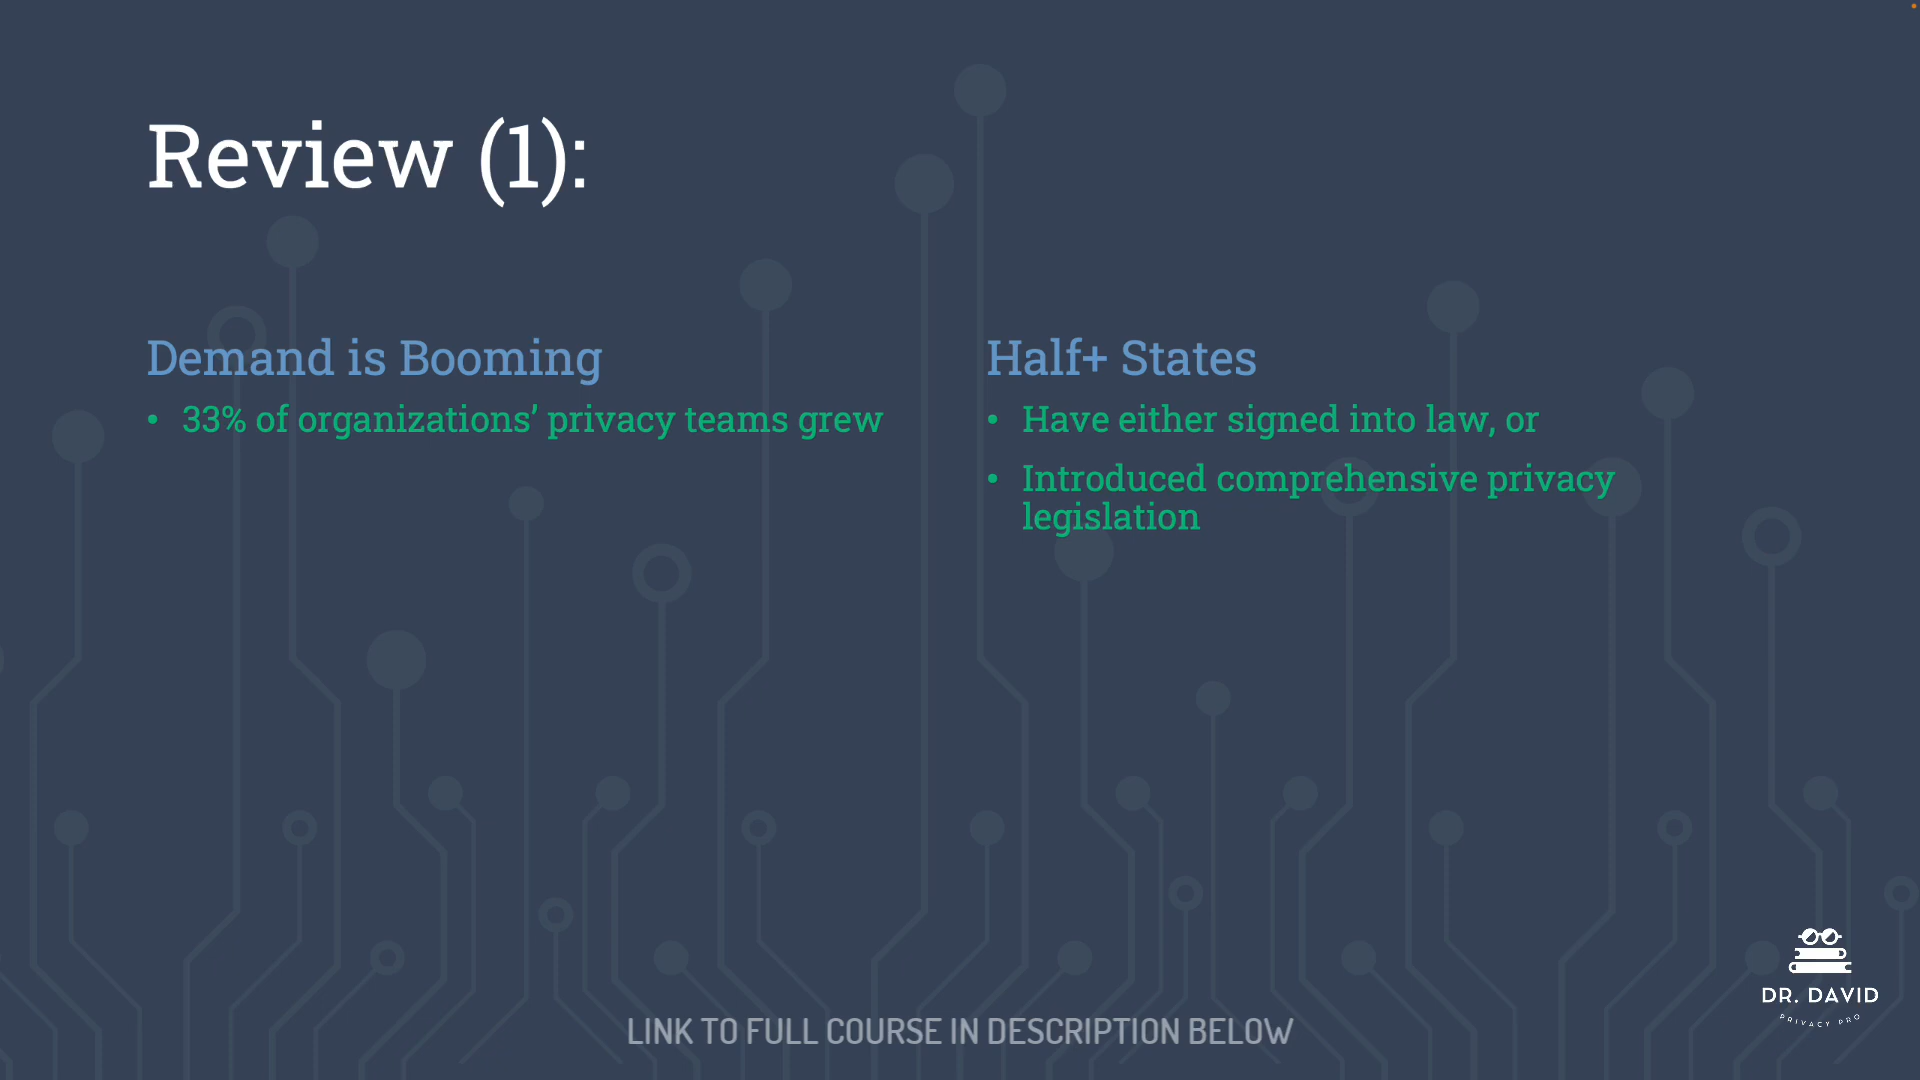 Review (1):
Demand is Booming
• 33% of organizations’ privacy teams grew
Half+ States
• Have either signed into law, or
• Introduced comprehensive privacy
legislation
DR. DAVID
PRIVACY PRO
LINK TO FULL COURSE IN DESCRIPTION BELOW